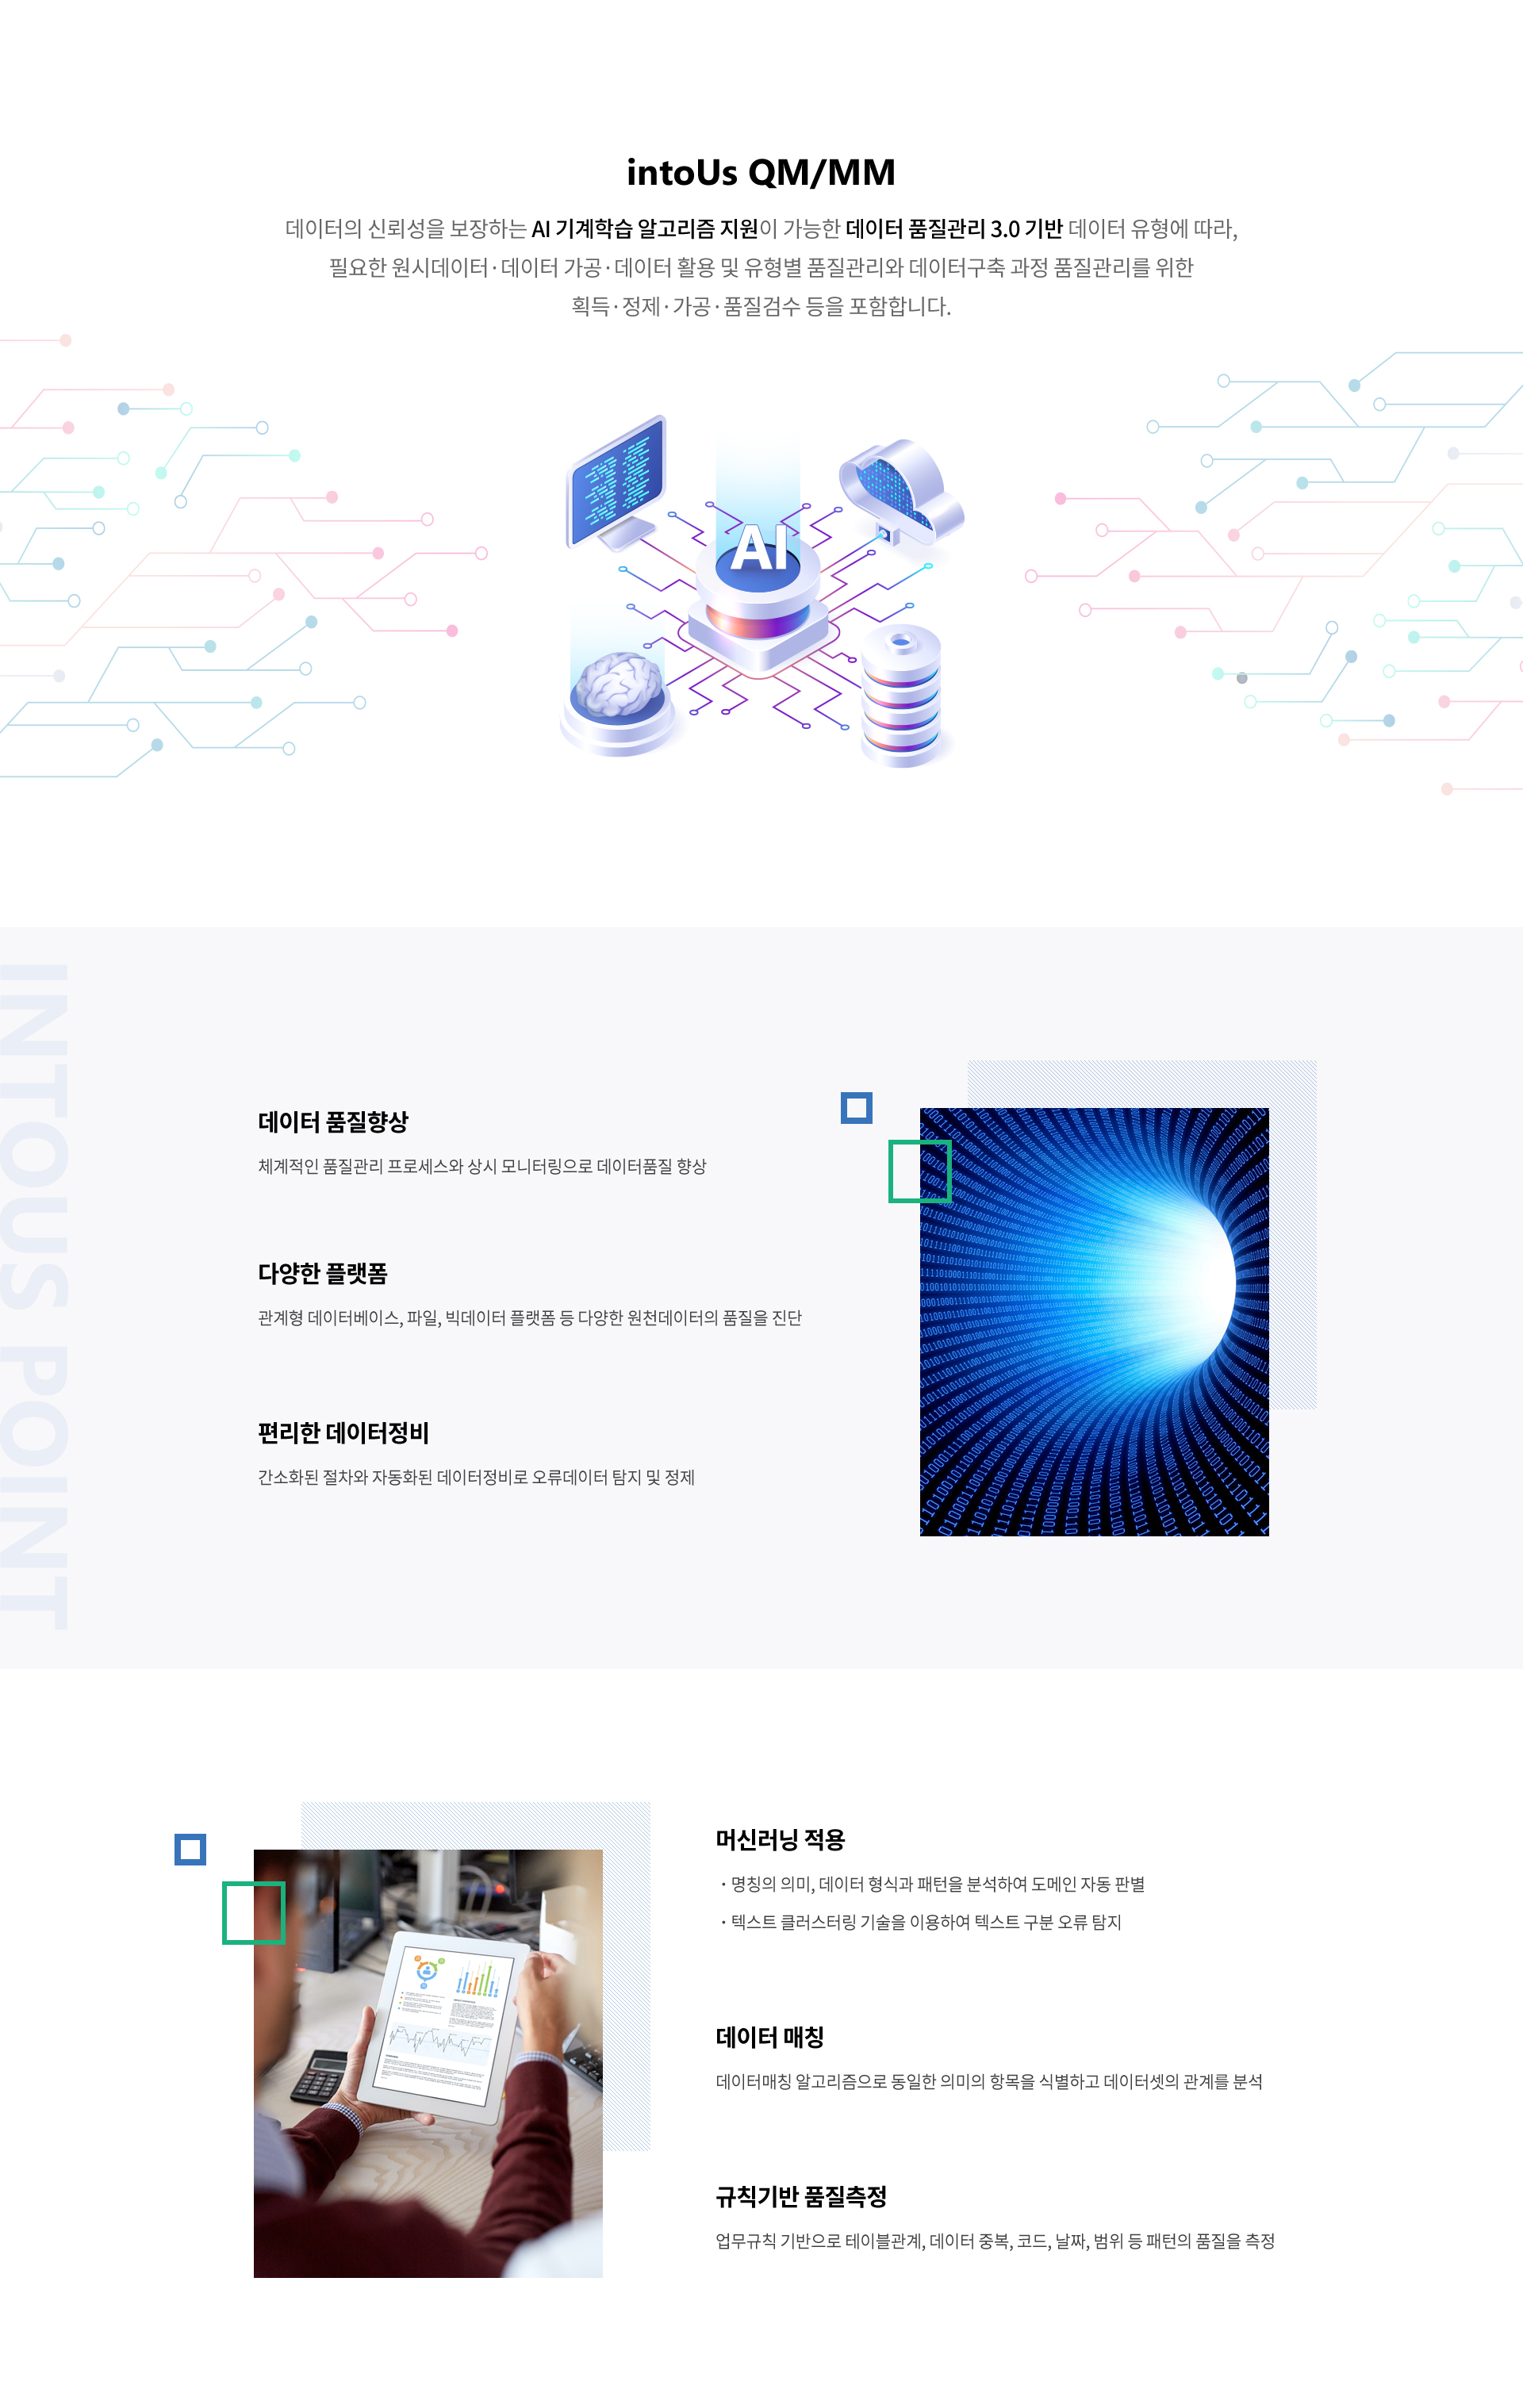 intoUs QM/MM
데이터의 신뢰성을 보장하는 AI 기계학습 알고리즘 지원이 가능한 데이터 품질관리 3.0 기반 데이터 유형에 따라,
필요한 원시데이터·데이터 가공·데이터 활용 및 유형별 품질관리와 데이터구축 과정 품질관리를 위한
획득·정제·가공·품질검수 등을 포함합니다.
AI
INTOUS POINT
데이터 품질향상
체계적인 품질관리 프로세스와 상시 모니터링으로 데이터품질 향상
다양한 플랫폼
관계형 데이터베이스, 파일, 빅데이터 플랫폼 등 다양한 원천데이터의 품질을 진단
편리한 데이터정비
간소화된 절차와 자동화된 데이터정비로 오류데이터 탐지 및 정제
머신러닝 적용
· 명칭의 의미, 데이터 형식과 패턴을 분석하여 도메인 자동 판별
· 텍스트 클러스터링 기술을 이용하여 텍스트 구분 오류 탐지
데이터 매칭
데이터매칭 알고리즘으로 동일한 의미의 항목을 식별하고 데이터셋의 관계를 분석
규칙기반 품질측정
업무규칙 기반으로 테이블관계, 데이터 중복, 코드, 날짜, 범위 등 패턴의 품질을 측정